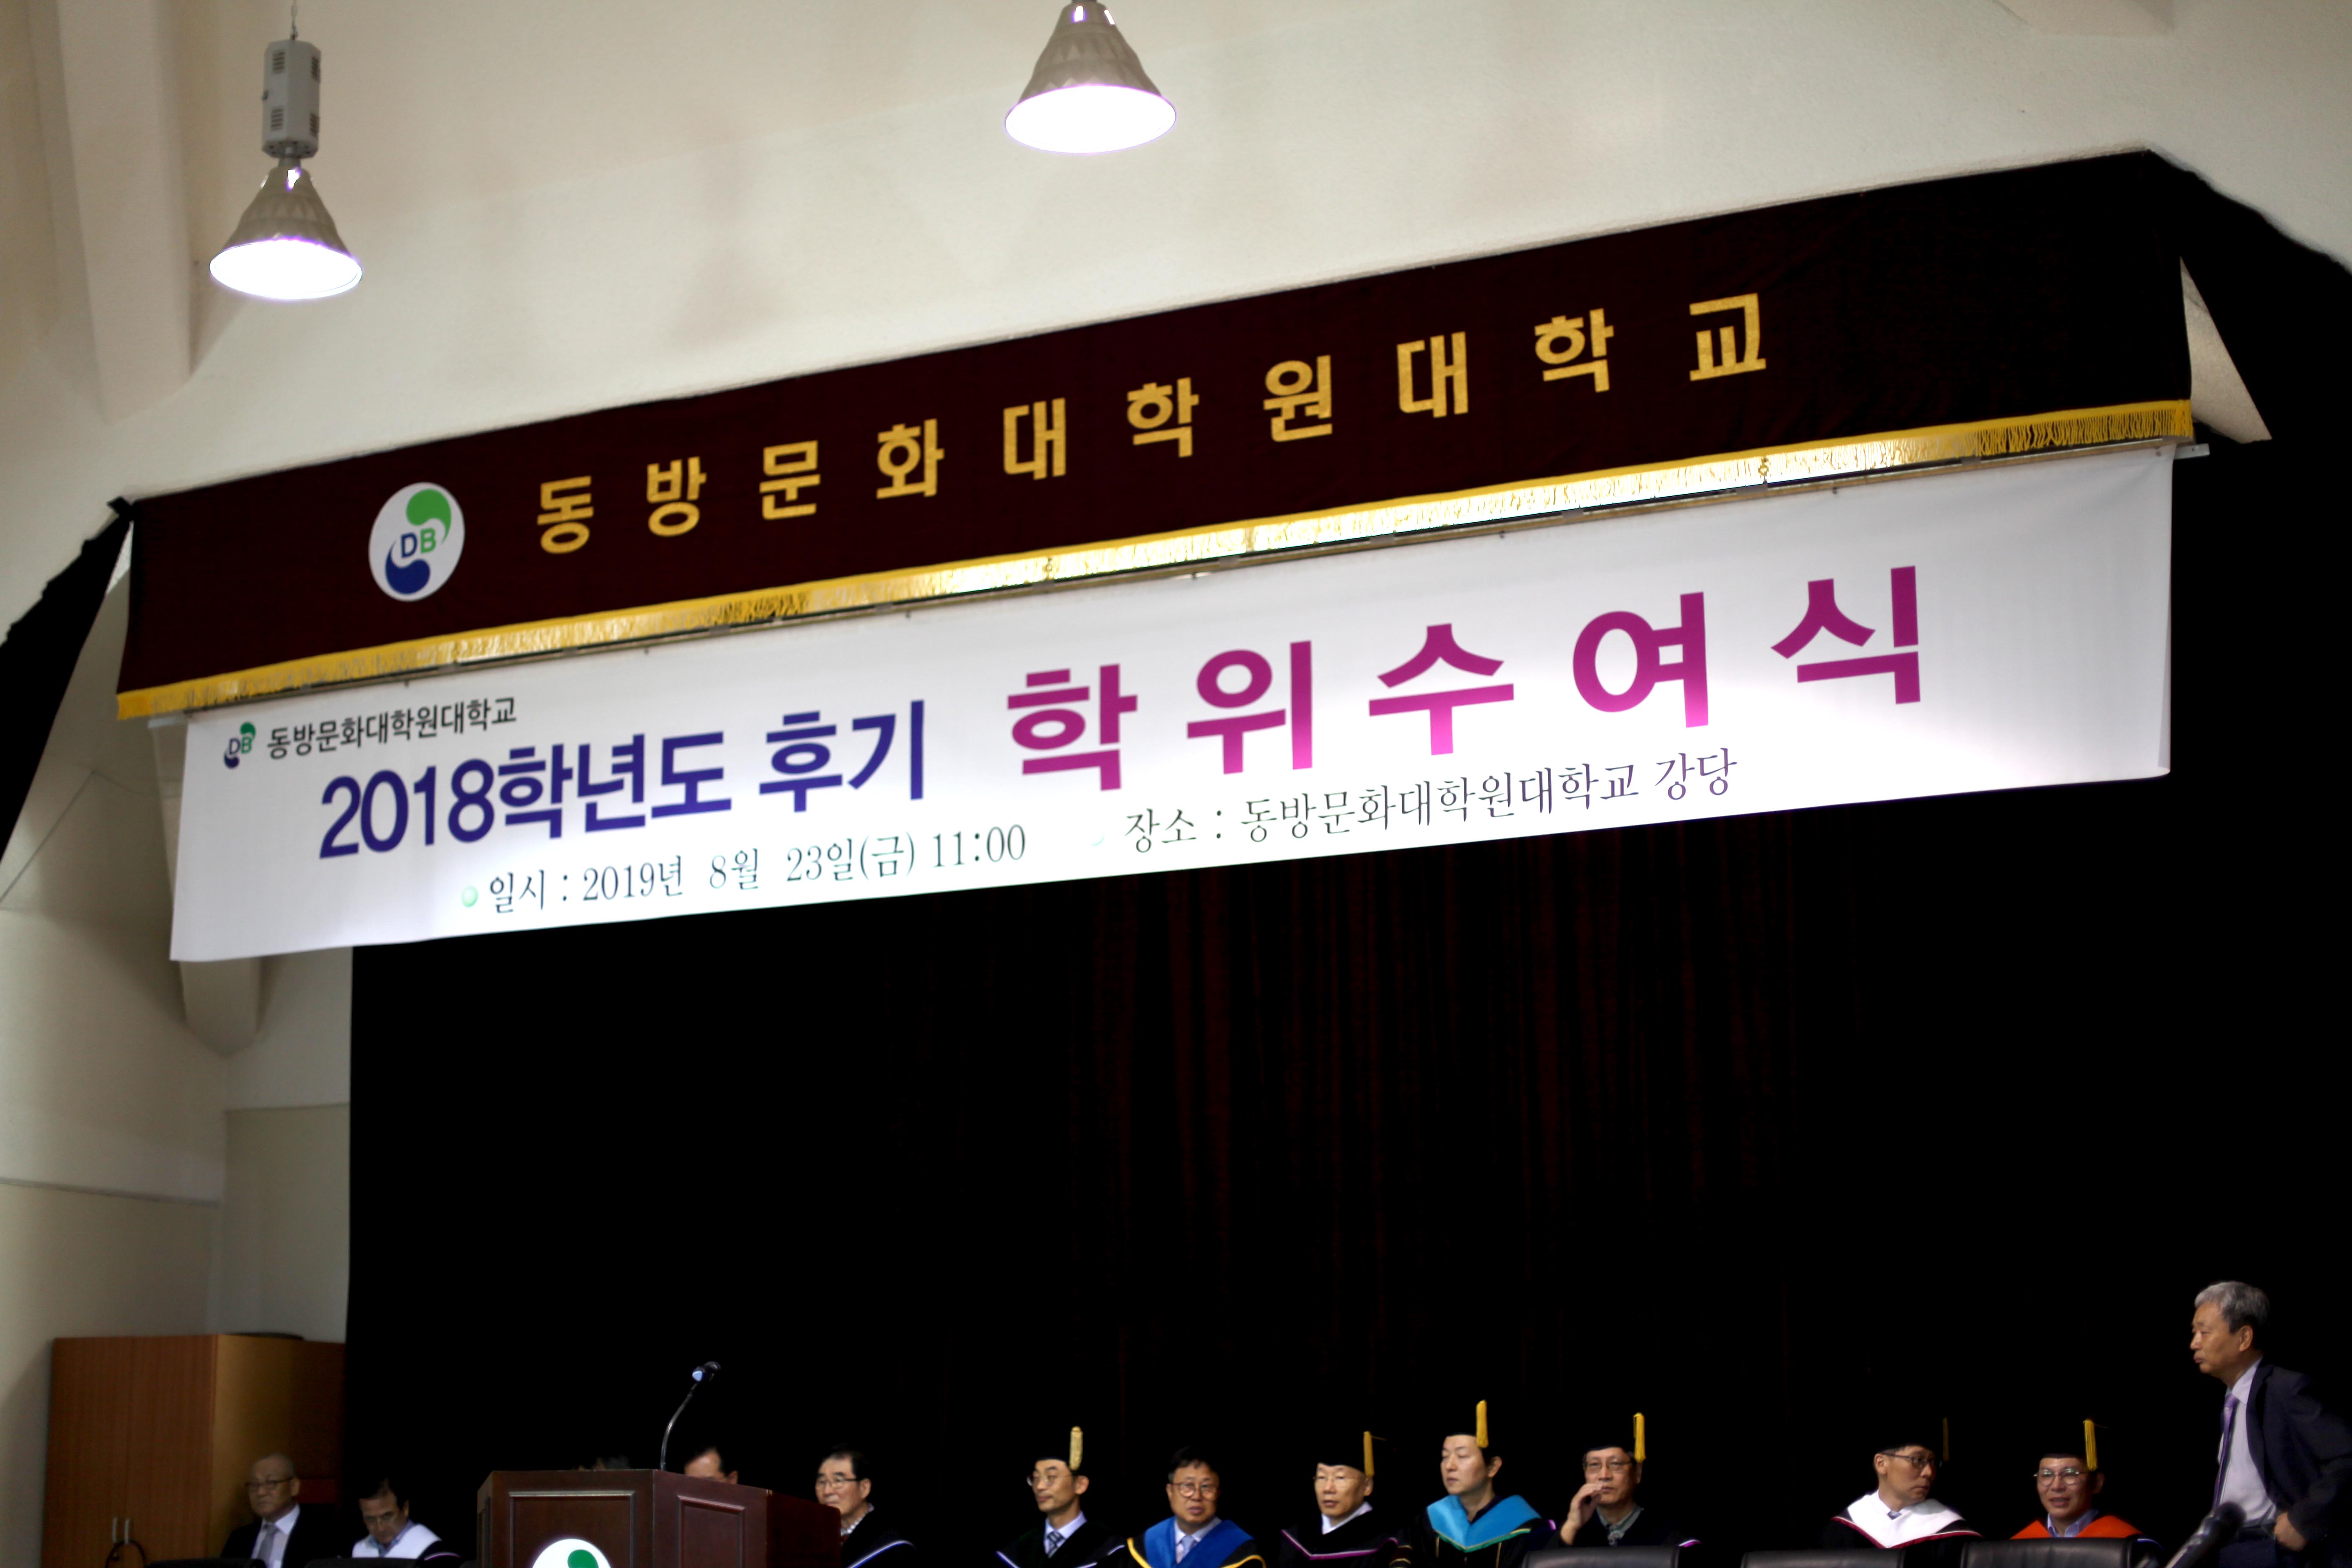 DB 동방문화대학원대학교
DB 동방문화대학원대학교
2018학년도 후기 학위수여식
일시 : 2019년 8월 23일(금) 11:00 장소 : 동방문화대학원대학교 강당